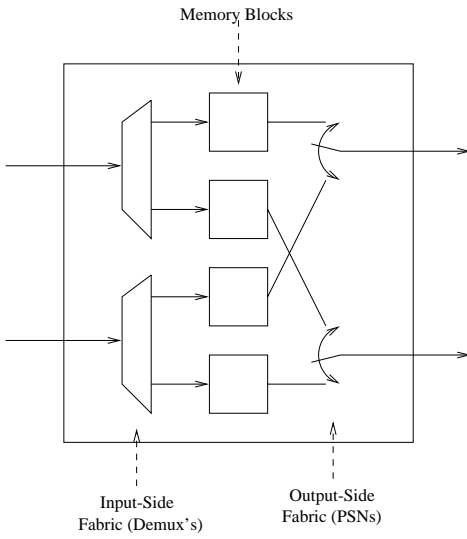 Memory Blocks
Input-Side
Fabric (Demux's)
Output-Side
Fabric (PSNs)